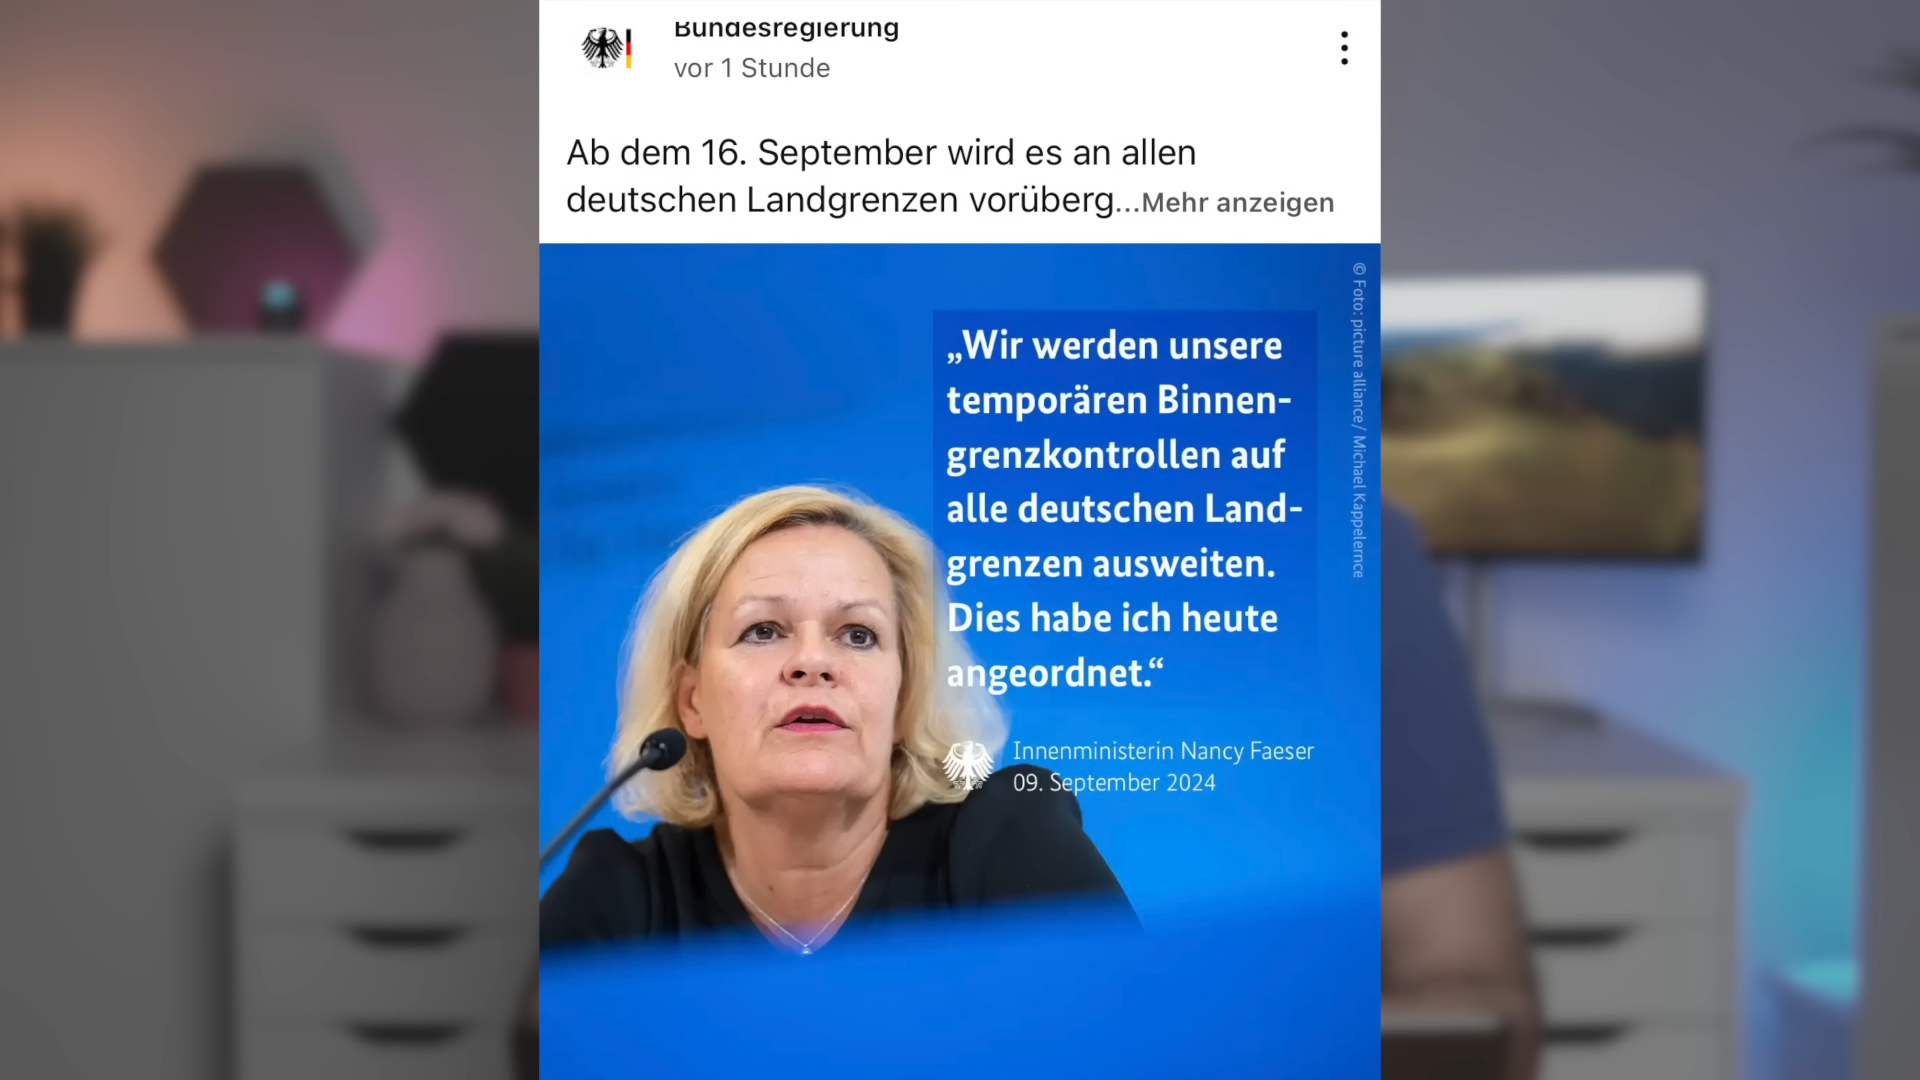 Bundesregierung
vor 1 Stunde
Ab dem 16. September wird es an allen
deutschen Landgrenzen vorüberg...Mehr anzeigen
© Foto: picture alliance/ Michael Kappelernce
„Wir werden unsere
temporären Binnen-
grenzkontrollen auf
alle deutschen Land-
grenzen ausweiten.
Dies habe ich heute
angeordnet.“
Innenministerin Nancy Faeser
09. September 2024